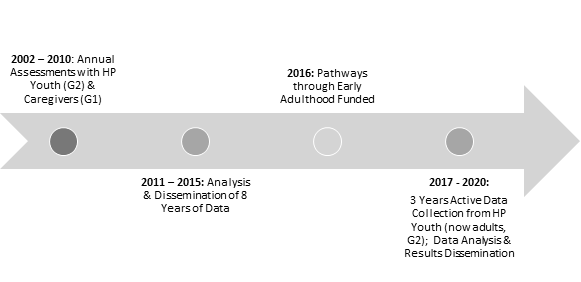 2002 – 2010: Annual
Assessments with HP
Youth (G2) &
Caregivers (G1)
2011 – 2015: Analysis
& Dissemination of 8
Years of Data
2016: Pathways
through Early
Adulthood Funded
2017 - 2020:
3 Years Active Data
Collection from HP
Youth (now adults,
G2); Data Analysis &
Results Dissemination